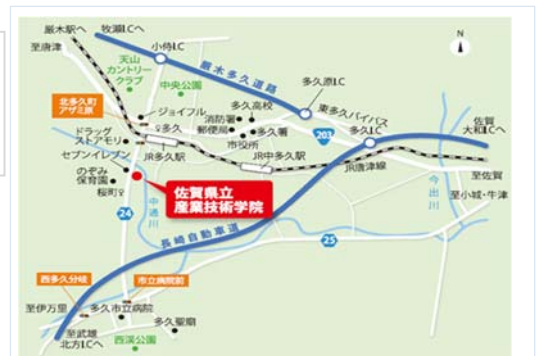 厳木駅へ
牧瀬I.Cへ
至唐津
小侍I.C
N
天山
カントリー
クラブ
中央公園
厳木多久道路
多久原I.C
北多久町
アザミ原
ジョイフル
多久高校
消防署
東多久バイパス
佐賀
大和I.Cへ
♀多久
郵便局
多久署
203
多久I.C
ドラッグ
ストアモリ
市役所
JR多久駅
JR中多久駅
JR唐津線
セブンイレブン
至佐賀
のぞみ
保育園
桜町♀
佐賀県立
産業技術学院
今出川
至小城・牛津
24
中通川
長崎自動車道
25
西多久分岐
市立病院前
至伊万里
多久市立病院
多久聖廟
至武雄
北方I.Cへ
西渓公園